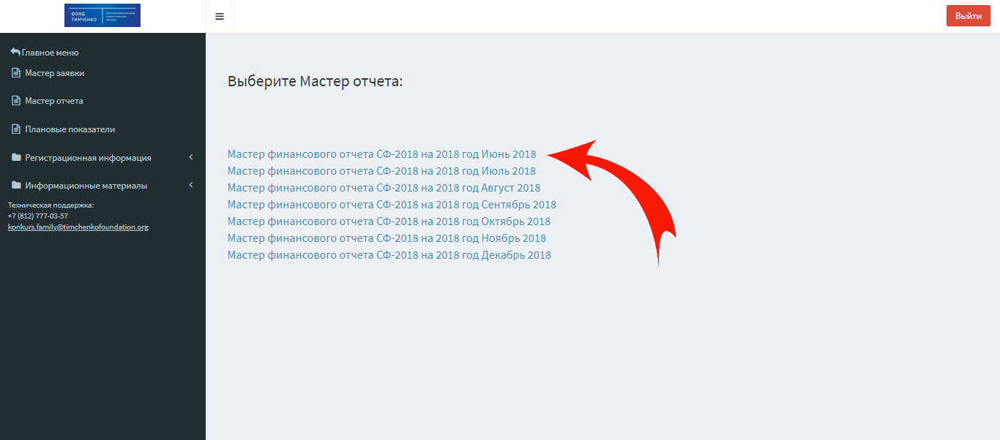 ФОНД
ТИМЧЕНКО
Выйти
Главное меню
Мастер заявки
Мастер отчета
Плановые показатели
Регистрационная информация
Информационные материалы
Техническая поддержка:
+7 (812) 777-03-57
konkurs.family@timchenkofoundation.org
Выберите Мастер отчета:
Мастер финансового отчета СФ-2018 на 2018 год Июнь 2018
Мастер финансового отчета СФ-2018 на 2018 год Июль 2018
Мастер финансового отчета СФ-2018 на 2018 год Август 2018
Мастер финансового отчета СФ-2018 на 2018 год Сентябрь 2018
Мастер финансового отчета СФ-2018 на 2018 год Октябрь 2018
Мастер финансового отчета СФ-2018 на 2018 год Ноябрь 2018
Мастер финансового отчета СФ-2018 на 2018 год Декабрь 2018